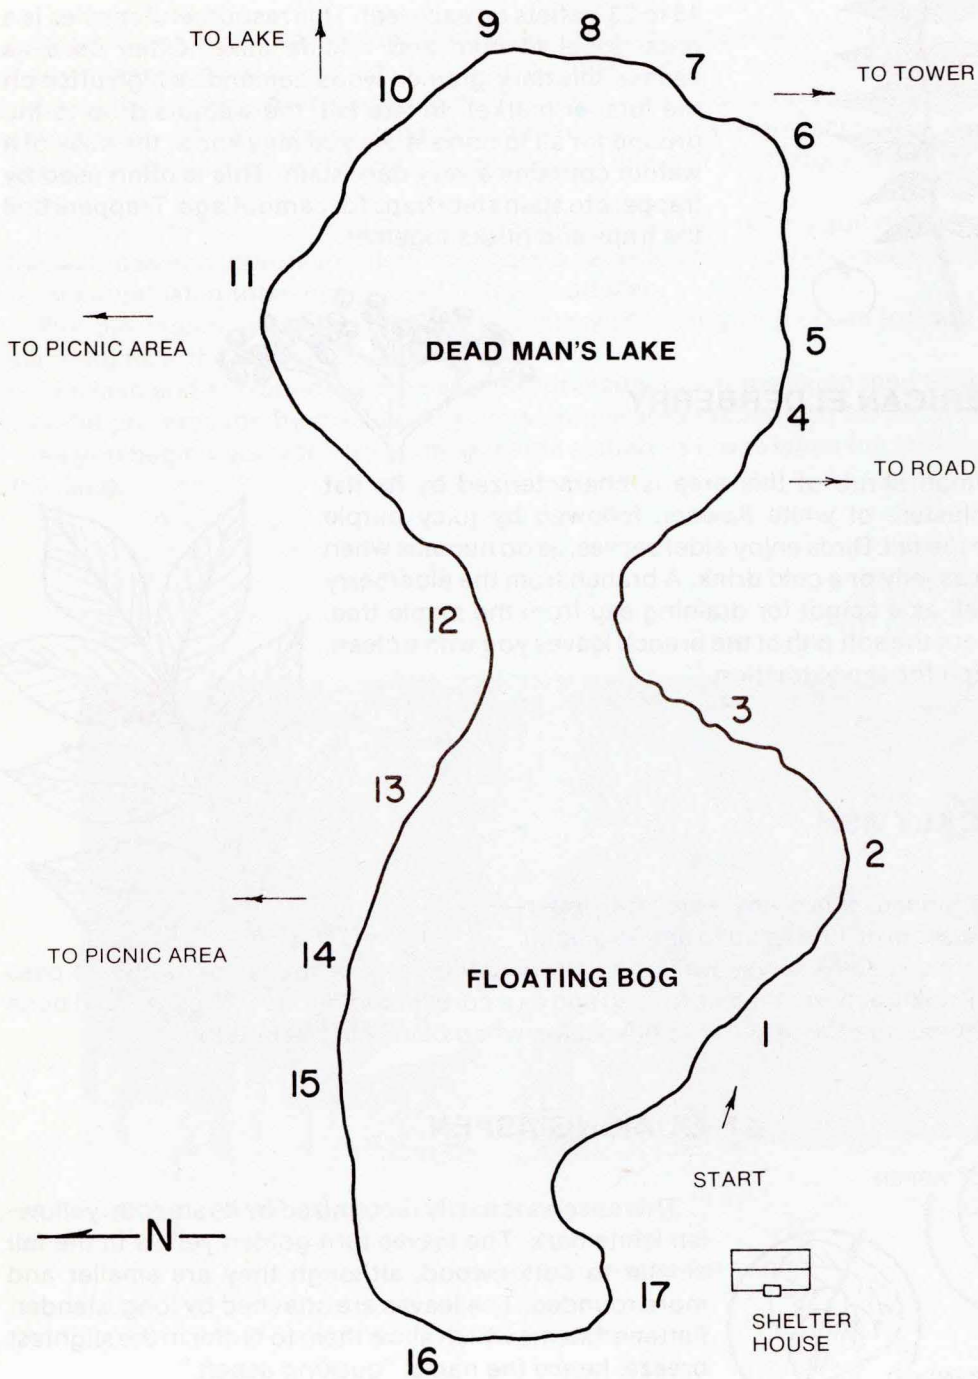 9
8
TO LAKE
7
10
TO TOWER
6
11
5
TO PICNIC AREA
DEAD MAN'S LAKE
4
TO ROAD
12
3
13
2
14
TO PICNIC AREA
FLOATING BOG
1
15
START
N
17
SHELTER
HOUSE
16